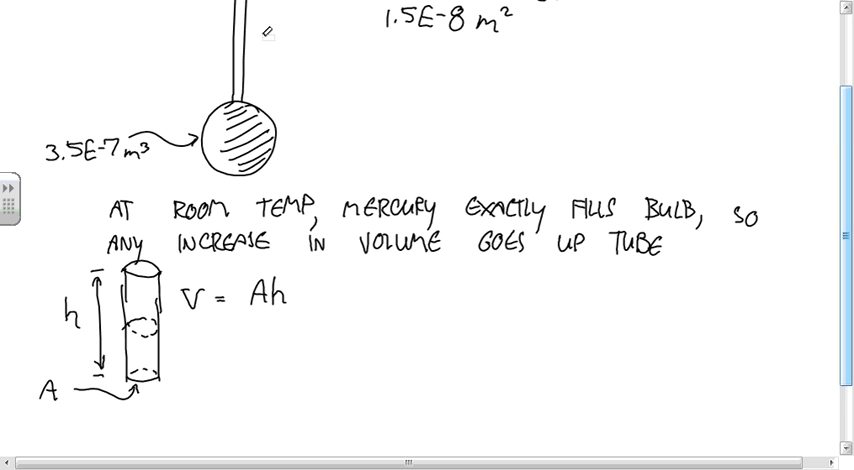 1.5E-8 m²
3.5E-7 m³
AT ROOM TEMP, MERCURY EXACTLY FILLS BULB, SO
ANY INCREASE IN VOLUME GOES UP TUBE
h
V = Ah
A